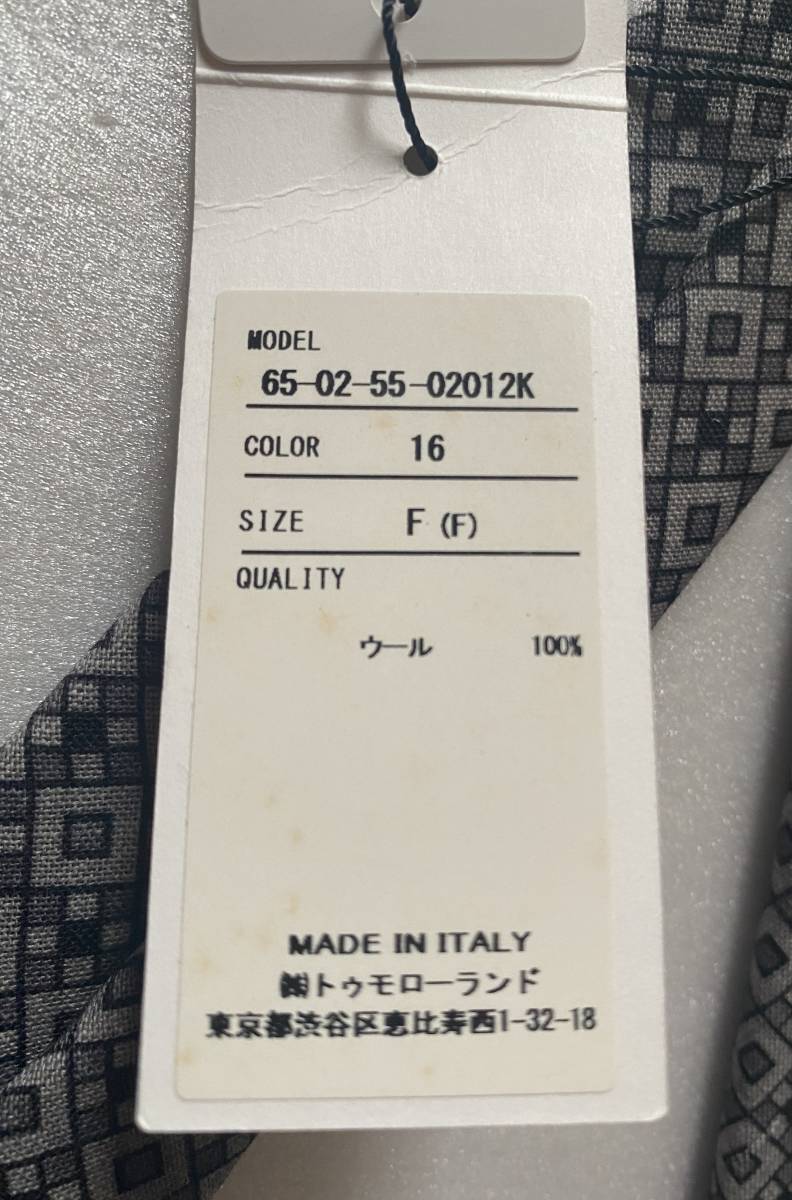 MODEL
65-02-55-02012K
COLOR 16
SIZE F (F)
QUALITY
ウール 100%
MADE IN ITALY
㈱トゥモローランド
東京都渋谷区恵比寿西1-32-18